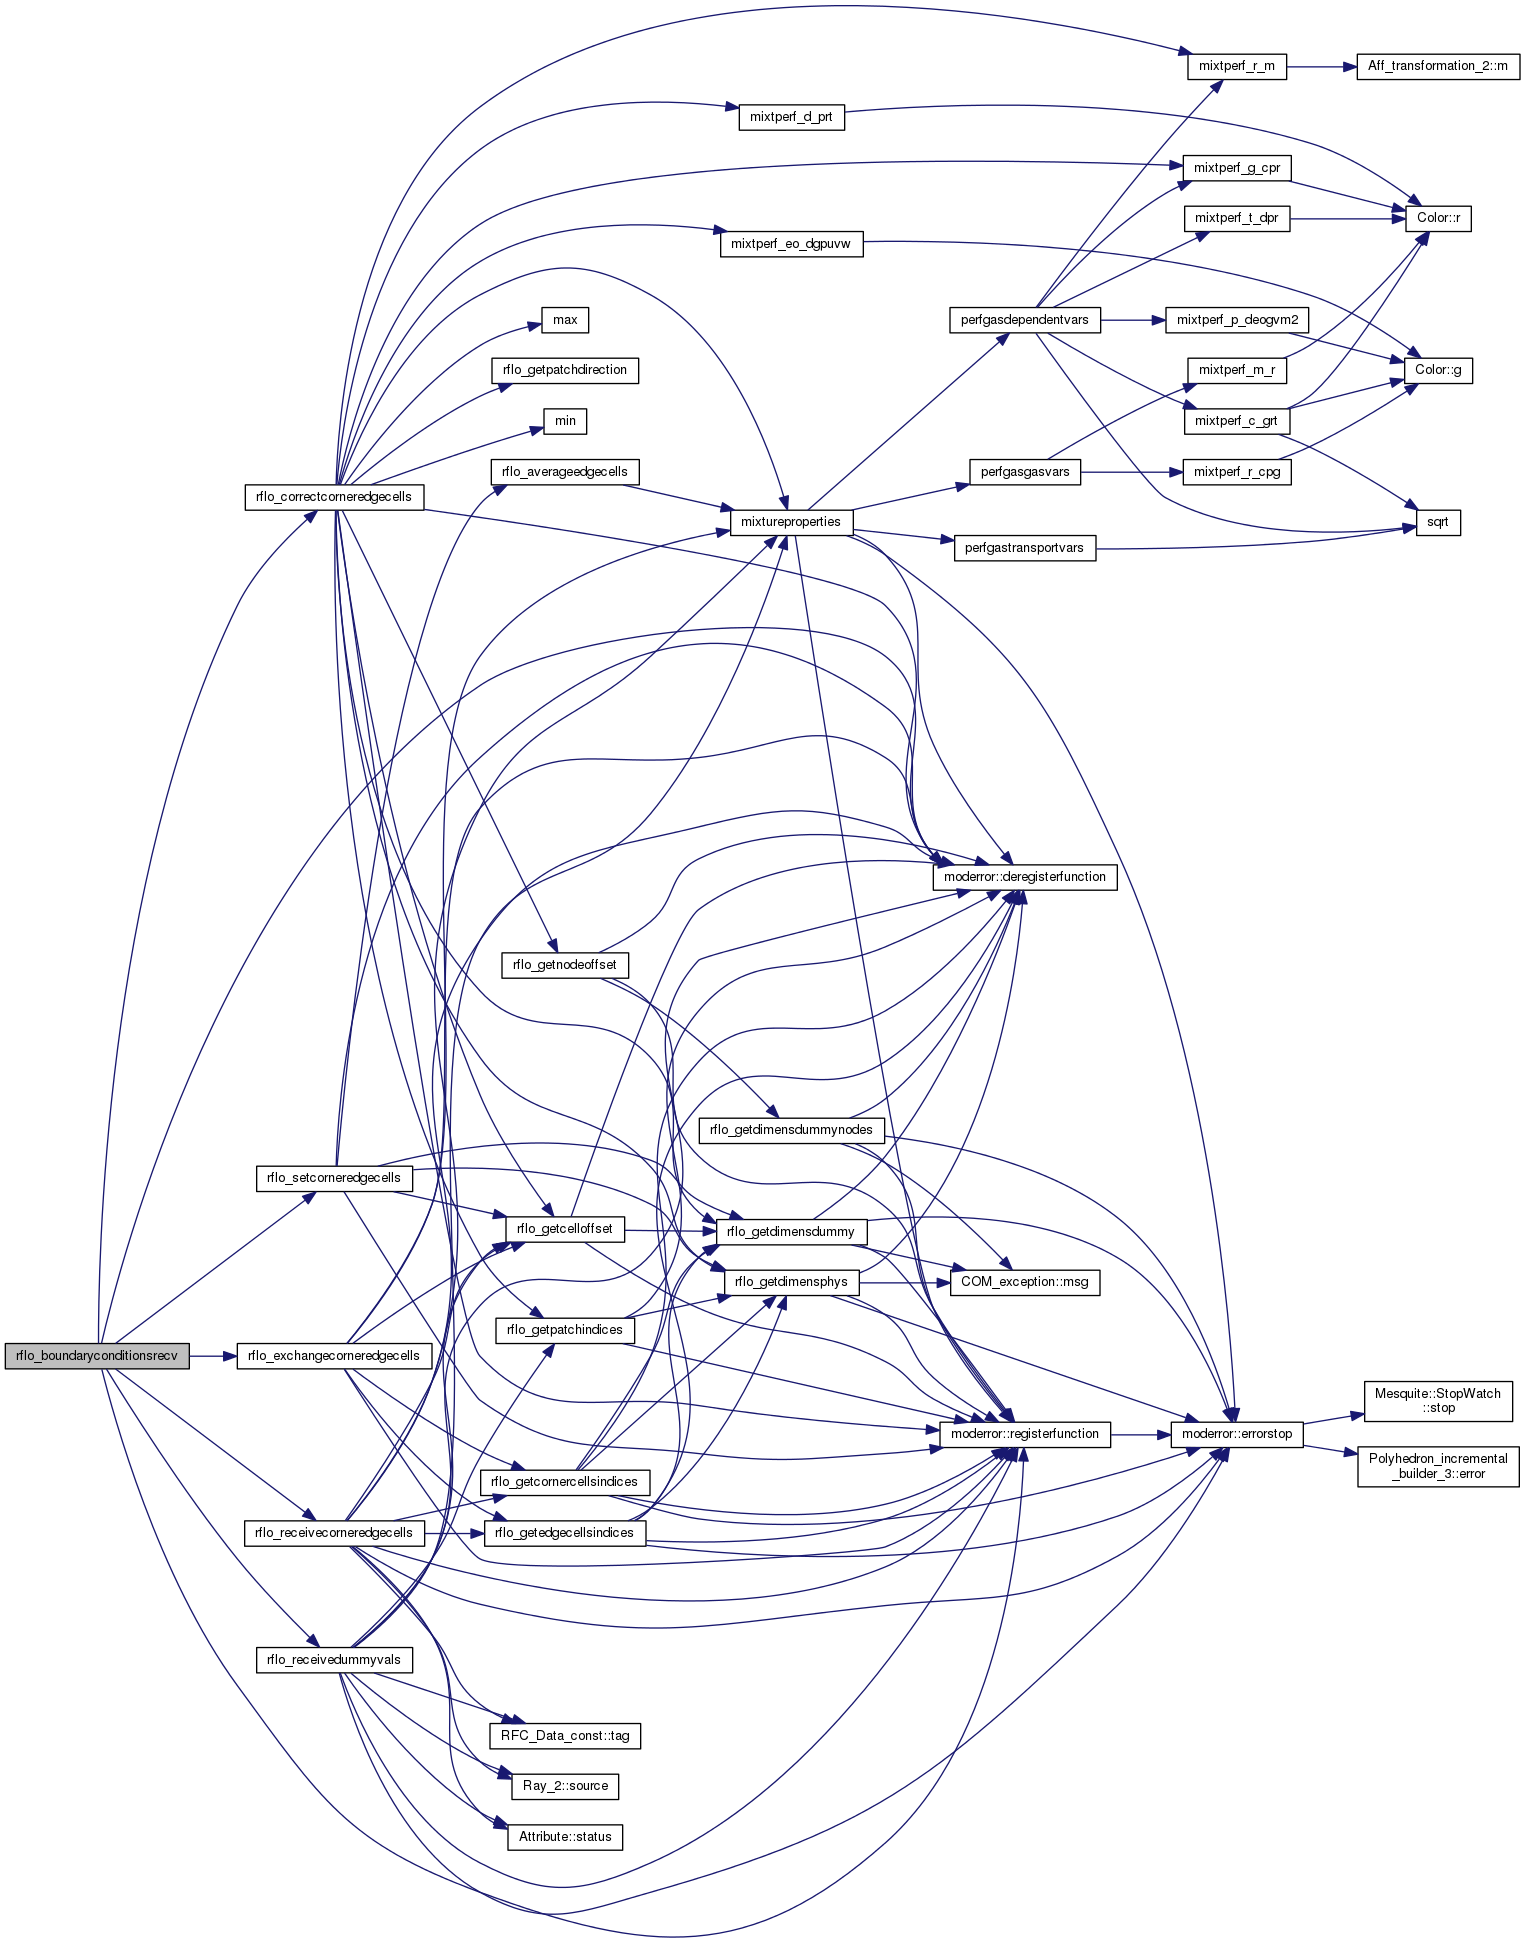 mixtperf_r_m
Aff_transformation_2::m
mixtperf_d_prt
mixtperf_g_cpr
mixtperf_t_dpr
Color::r
mixtperf_eo_dgpuvw
max
perfgasdependentvars
mixtperf_p_deogvm2
rflo_getpatchdirection
mixtperf_m_r
Color::g
min
mixtperf_c_grt
rflo_averageedgecells
perfgasgasvars
mixtperf_r_cpg
rflo_correctcorneredgecells
mixtureproperties
sqrt
perfgastransportvars
moderror::deregisterfunction
rflo_getnodeoffset
rflo_getdimensdummynodes
rflo_setcorneredgecells
rflo_getcelloffset
rflo_getdimensdummy
rflo_getdimensphys
COM_exception::msg
rflo_getpatchindices
rflo_boundaryconditionsrecv
rflo_exchangecorneredgecells
Mesquite::StopWatch
::stop
moderror::registerfunction
moderror::errorstop
Polyhedron_incremental
_builder_3::error
rflo_getcornercellsindices
rflo_receivecorneredgecells
rflo_getedgecellsindices
rflo_receivedummyvals
RFC_Data_const::tag
Ray_2::source
Attribute::status